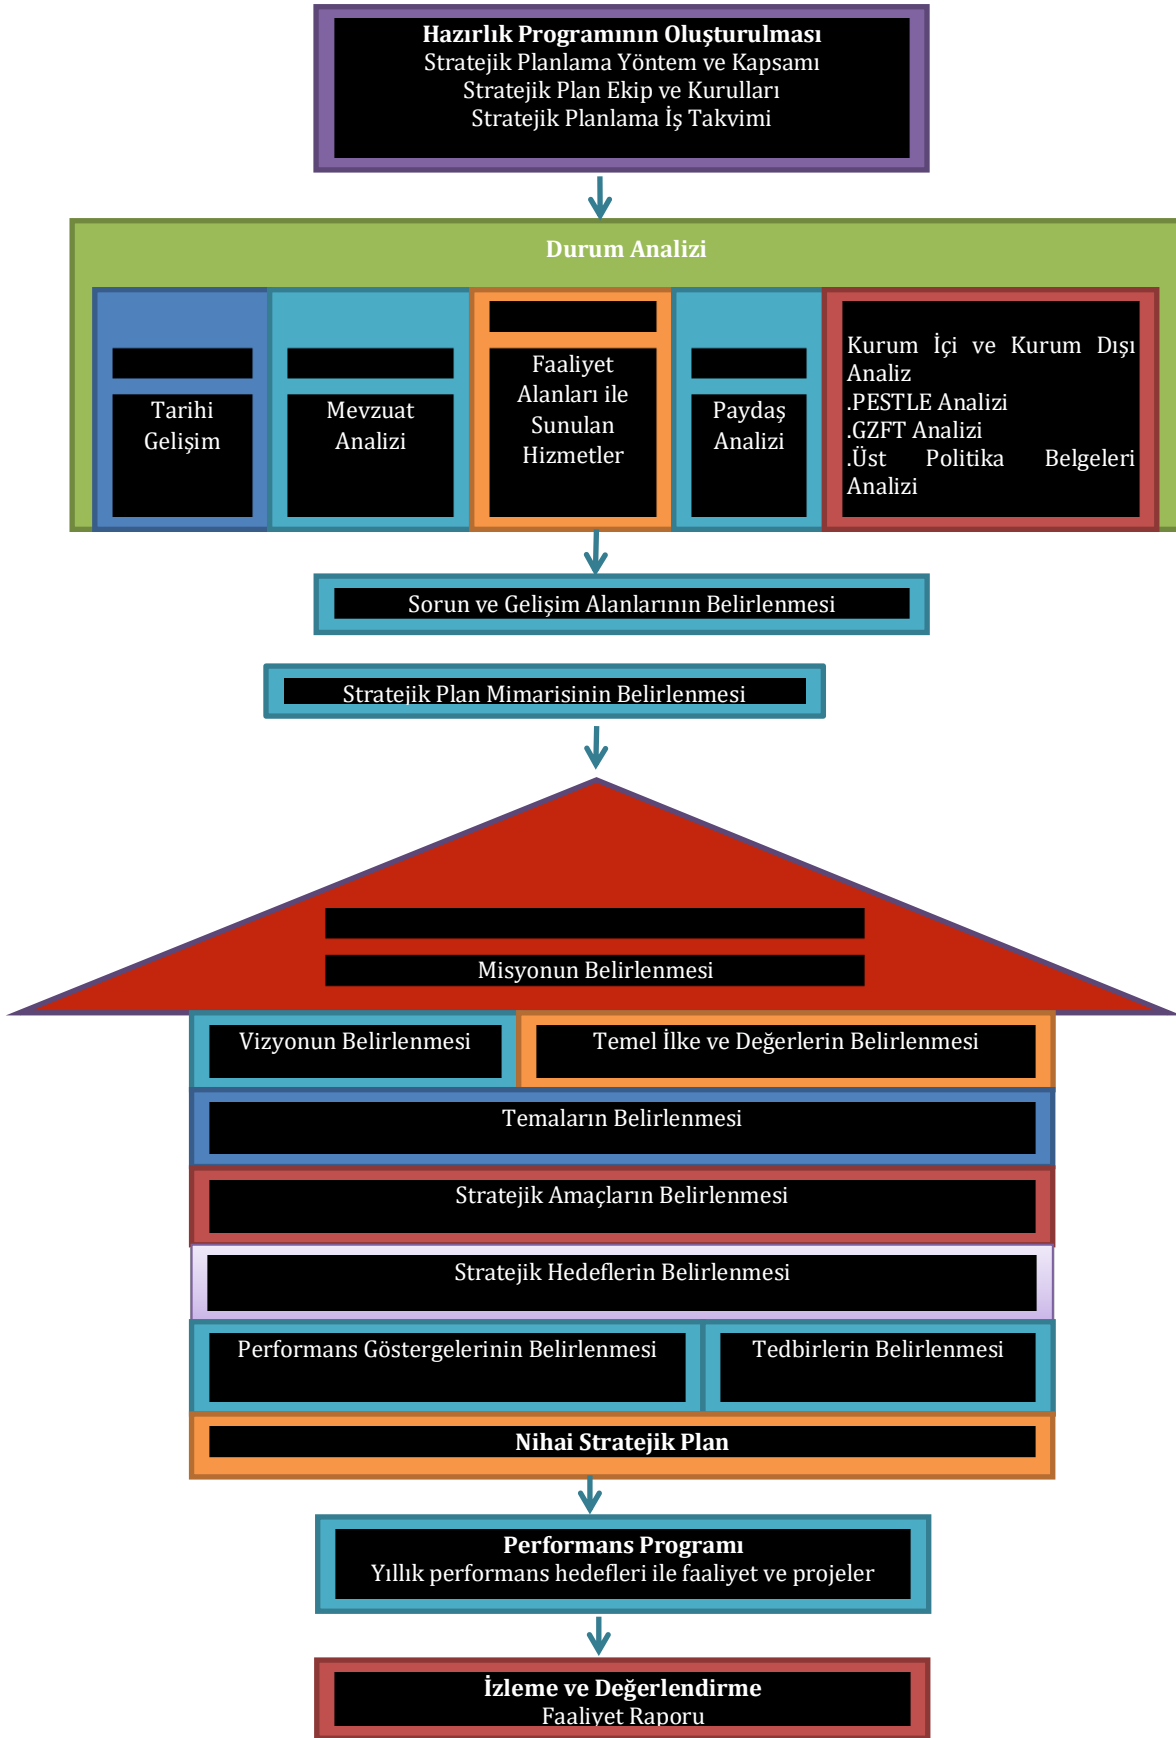 Hazırlık Programının Oluşturulması
Stratejik Planlama Yöntem ve Kapsamı
Stratejik Plan Ekip ve Kurulları
Stratejik Planlama İş Takvimi
Durum Analizi
Tarihi
Gelişim
Mevzuat
Analizi
Faaliyet
Alanları ile
Sunulan
Hizmetler
Paydaş
Analizi
Kurum İçi ve Kurum Dışı
Analiz
.PESTLE Analizi
.GZFT Analizi
.Üst Politika Belgeleri
Analizi
Sorun ve Gelişim Alanlarının Belirlenmesi
Stratejik Plan Mimarisinin Belirlenmesi
Misyonun Belirlenmesi
Vizyonun Belirlenmesi
Temel İlke ve Değerlerin Belirlenmesi
Temaların Belirlenmesi
Stratejik Amaçların Belirlenmesi
Stratejik Hedeflerin Belirlenmesi
Performans Göstergelerinin Belirlenmesi
Tedbirlerin Belirlenmesi
Nihai Stratejik Plan
Performans Programı
Yıllık performans hedefleri ile faaliyet ve projeler
İzleme ve Değerlendirme
Faaliyet Raporu